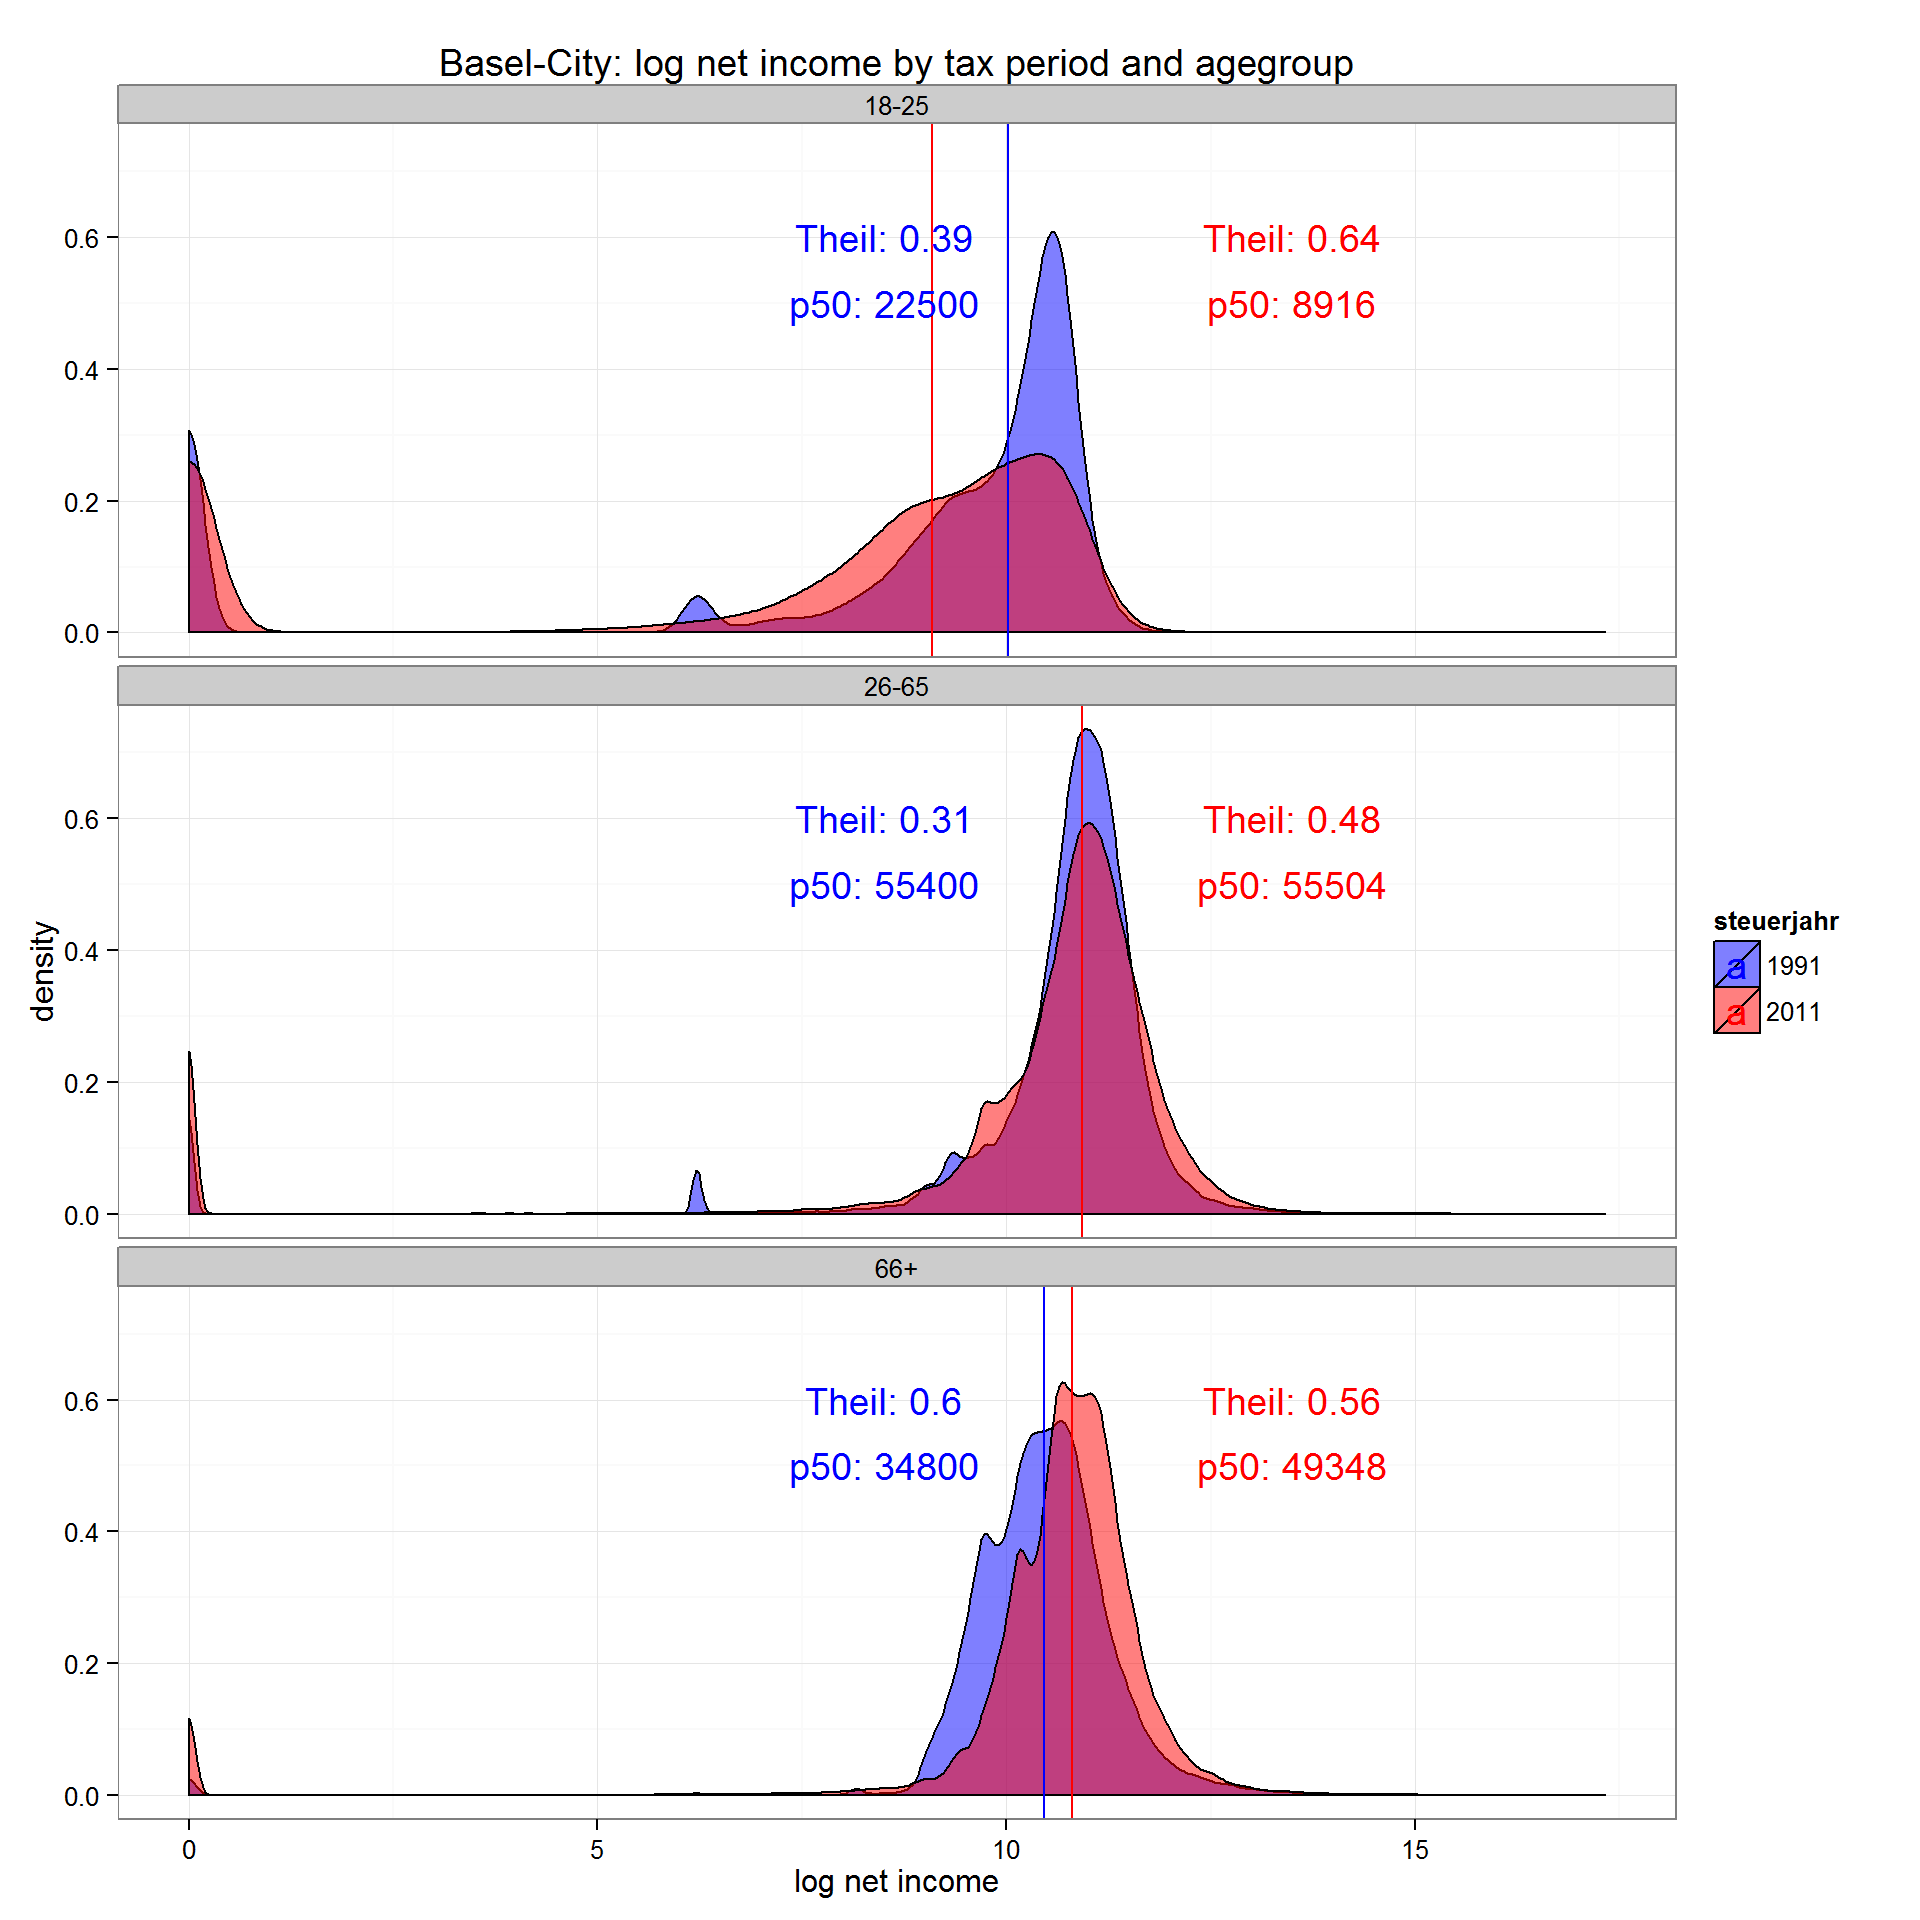 Basel-City: log net income by tax period and agegroup
18-25
0.6
0.4
0.2
0.0
Theil: 0.39
p50: 22500
Theil: 0.64
p50: 8916
26-65
0.6
0.4
0.2
0.0
Theil: 0.31
p50: 55400
Theil: 0.48
p50: 55504
66+
0.6
0.4
0.2
0.0
Theil: 0.6
p50: 34800
Theil: 0.56
p50: 49348
0 5 10 15
log net income
density
steuerjahr
a 1991
a 2011